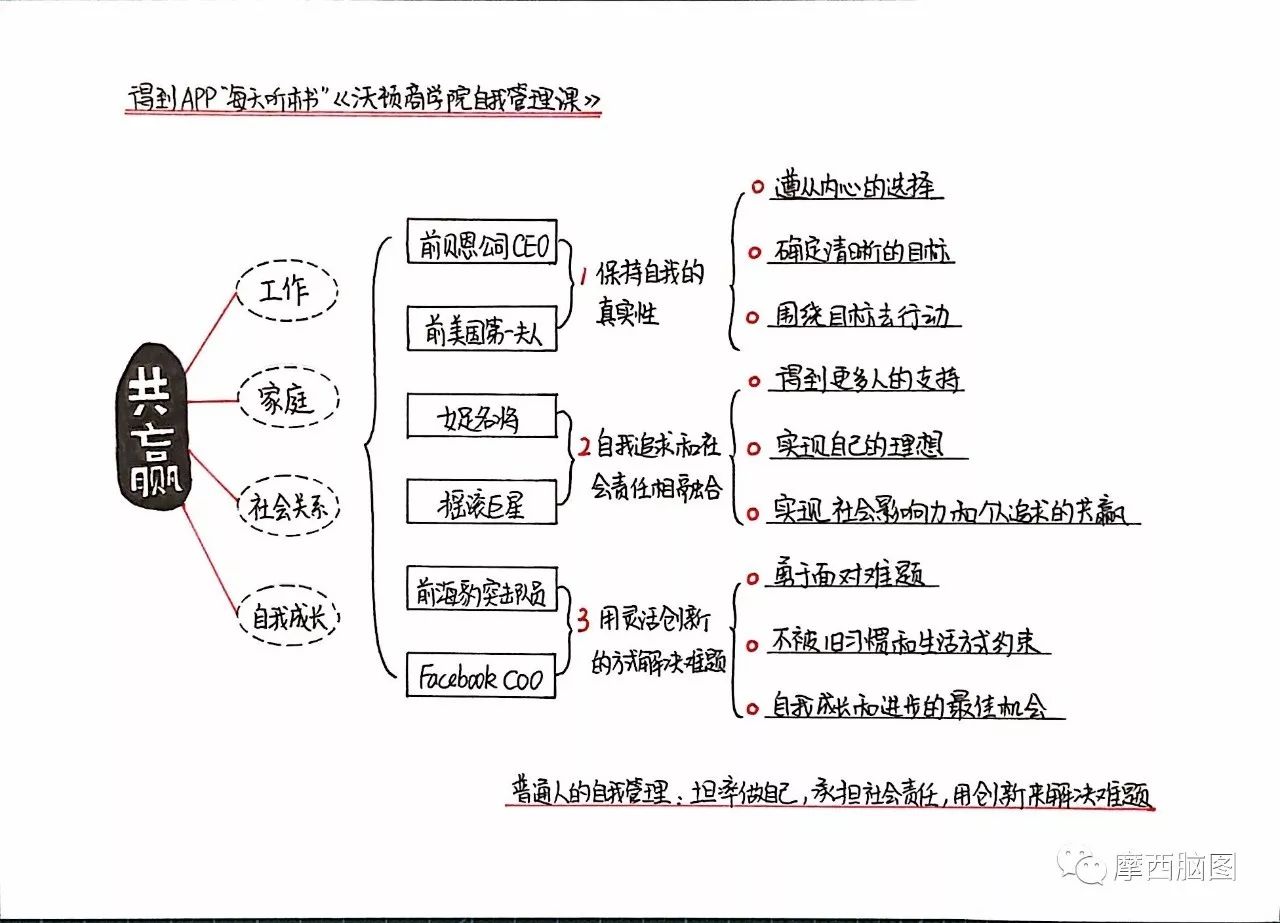 得到APP"每天听本书"《沃顿商学院自我管理课》
共赢
工作
家庭
社会关系
自我成长
前贝恩公司CEO
前美国第一夫人
1 保持自我的
真实性
遵从内心的选择
确定清晰的目标
围绕目标去行动
女足名将
摇滚巨星
2 自我追求和社
会责任相融合
得到更多人的支持
实现自己的理想
实现社会影响力和个人追求的共赢
前海豹突击队员
Facebook COO
3 用灵活创新
的方式解决难题
勇于面对难题
不被旧习惯和生活方式约束
自我成长和进步的最佳机会
普通人的自我管理：坦率做自己，承担社会责任，用创新来解决难题
摩西脑图